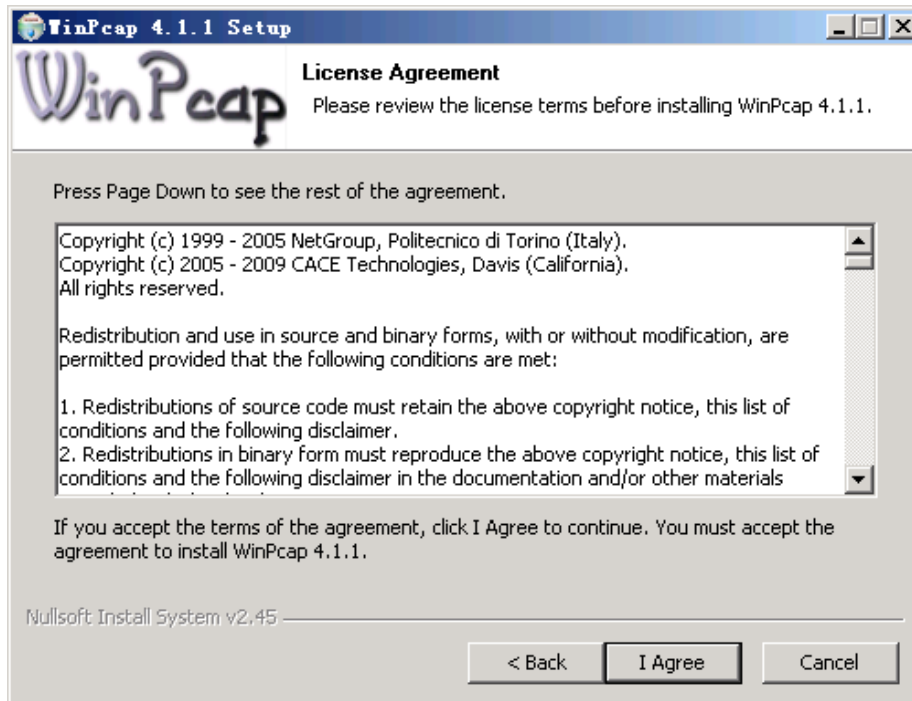 WinPcap 4.1.1 Setup
WinPcap
License Agreement
Please review the license terms before installing WinPcap 4.1.1.
Press Page Down to see the rest of the agreement.
Copyright (c) 1999 - 2005 NetGroup, Politecnico di Torino (Italy).
Copyright (c) 2005 - 2009 CACE Technologies, Davis (California).
All rights reserved.
Redistribution and use in source and binary forms, with or without modification, are
permitted provided that the following conditions are met:
1. Redistributions of source code must retain the above copyright notice, this list of
conditions and the following disclaimer.
2. Redistributions in binary form must reproduce the above copyright notice, this list of
conditions and the following disclaimer in the documentation and/or other materials
If you accept the terms of the agreement, click I Agree to continue. You must accept the
agreement to install WinPcap 4.1.1.
Nullsoft Install System v2.45
< Back
I Agree
Cancel